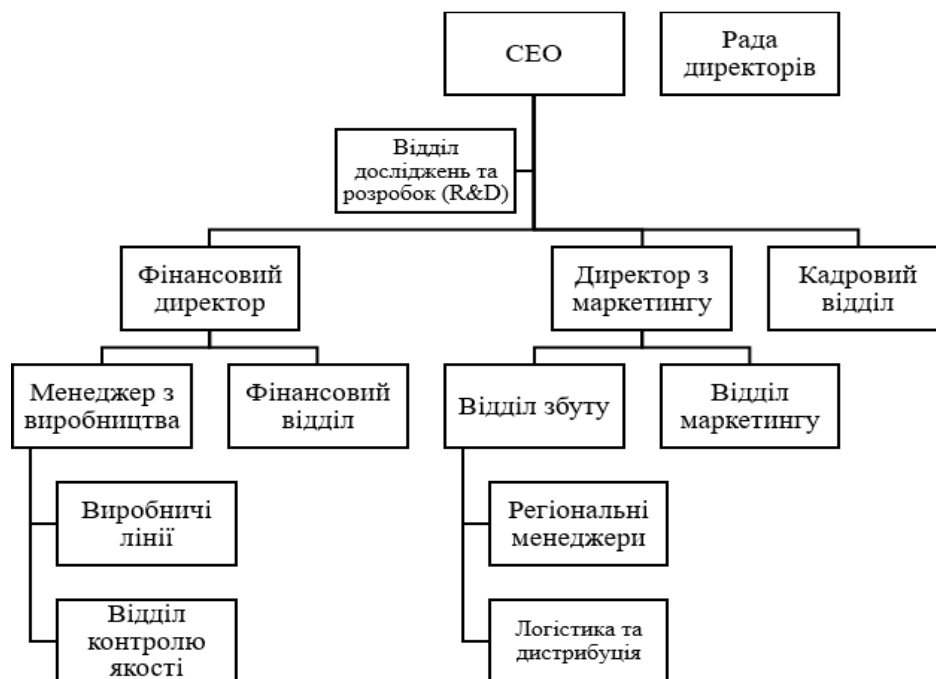 CEO
Рада
директорів
Відділ
досліджень та
розробок (R&D)
Фінансовий
директор
Директор з
маркетингу
Кадровий
відділ
Менеджер з
виробництва
Фінансовий
відділ
Відділ збуту
Відділ
маркетингу
Виробничі
лінії
Регіональні
менеджери
Відділ
контролю
якості
Логістика та
дистрибуція